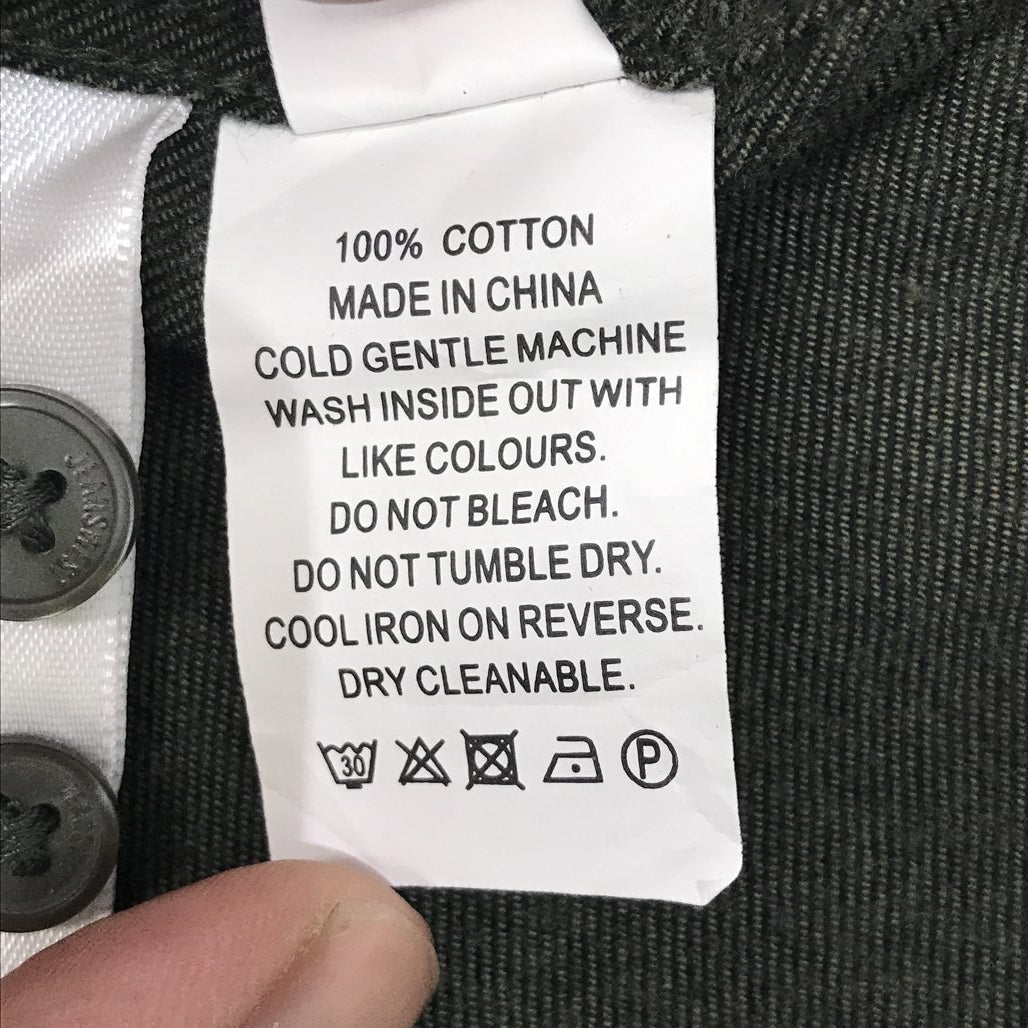 100% COTTON
MADE IN CHINA
COLD GENTLE MACHINE
WASH INSIDE OUT WITH
LIKE COLOURS.
DO NOT BLEACH.
DO NOT TUMBLE DRY.
COOL IRON ON REVERSE.
DRY CLEANABLE.
30 P